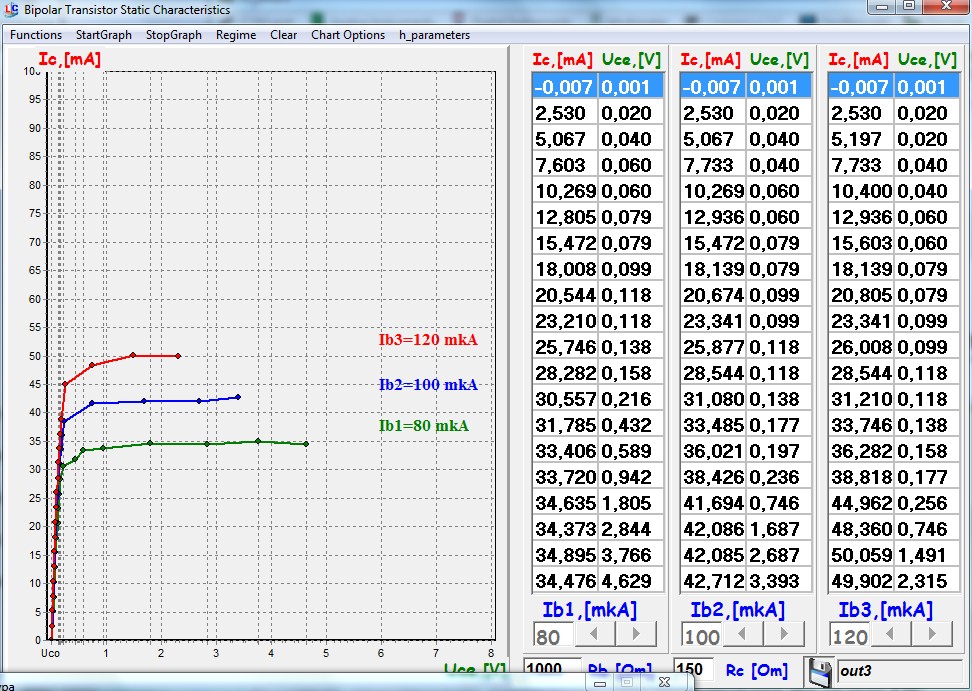 Bipolar Transistor Static Characteristics
Functions StartGraph StopGraph Regime Clear Chart Options h_parameters
Ic,[mA]
95
90
85
80
75
70
65
60
55
50
45
40
35
30
25
20
15
10
5
0
Ib3=120 mkA
Ib2=100 mkA
Ib1=80 mkA
Uco 1 2 3 4 5 6 7 8
Uce,[V]
Ic,[mA] Uce,[V] Ic,[mA] Uce,[V] Ic,[mA] Uce,[V]
-0,007 0,001 -0,007 0,001 -0,007 0,001
2,530 0,020 2,530 0,020 2,530 0,020
5,067 0,040 5,067 0,040 5,197 0,020
7,603 0,060 7,733 0,040 7,733 0,040
10,269 0,060 10,269 0,060 10,400 0,040
12,805 0,079 12,936 0,060 12,936 0,060
15,472 0,079 15,472 0,079 15,603 0,060
18,008 0,099 18,139 0,079 18,139 0,079
20,544 0,118 20,674 0,099 20,805 0,079
23,210 0,118 23,341 0,099 23,341 0,099
25,746 0,138 25,877 0,118 26,008 0,099
28,282 0,158 28,544 0,118 28,544 0,118
30,557 0,216 31,080 0,138 31,210 0,118
31,785 0,432 33,485 0,177 33,746 0,138
33,406 0,589 36,021 0,197 36,282 0,158
33,720 0,942 38,426 0,236 38,818 0,177
34,635 1,805 41,694 0,746 44,962 0,256
34,373 2,844 42,086 1,687 48,360 0,746
34,895 3,766 42,085 2,687 50,059 1,491
34,476 4,629 42,712 3,393 49,902 2,315
Ib1,[mkA] Ib2,[mkA] Ib3,[mkA]
80 100 120
1000 Rb [Om] 150 Rc [Om] out3